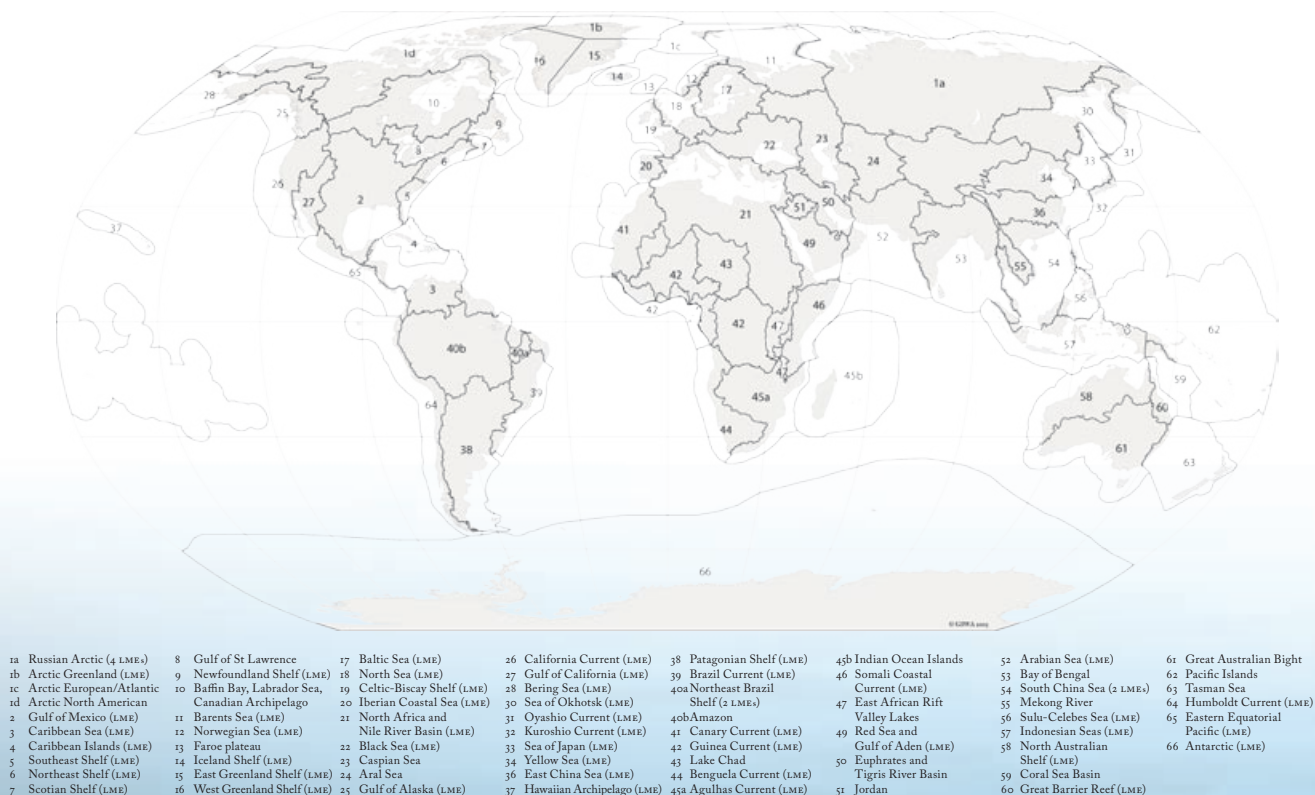 1b
1d
1c
15
16
14
13
12
11
17
1a
28
25
10
18
30
9
19
8
7
6
22
23
20
24
33
31
34
26
27
2
5
51
50
21
36
32
37
4
41
49
52
53
54
55
65
3
42
43
46
56
42
42
47
62
40b
40a
57
47
45b
59
39
45a
58
60
64
44
38
61
63
66
© GIWA 2003
1a Russian Arctic (4 LMEs)
1b Arctic Greenland (LME)
1c Arctic European/Atlantic
1d Arctic North American
2 Gulf of Mexico (LME)
3 Caribbean Sea (LME)
4 Caribbean Islands (LME)
5 Southeast Shelf (LME)
6 Northeast Shelf (LME)
7 Scotian Shelf (LME)
8 Gulf of St Lawrence
9 Newfoundland Shelf (LME)
10 Baffin Bay, Labrador Sea,
Canadian Archipelago
11 Barents Sea (LME)
12 Norwegian Sea (LME)
13 Faroe plateau
14 Iceland Shelf (LME)
15 East Greenland Shelf (LME)
16 West Greenland Shelf (LME)
17 Baltic Sea (LME)
18 North Sea (LME)
19 Celtic-Biscay Shelf (LME)
20 Iberian Coastal Sea (LME)
21 North Africa and
Nile River Basin (LME)
22 Black Sea (LME)
23 Caspian Sea
24 Aral Sea
25 Gulf of Alaska (LME)
26 California Current (LME)
27 Gulf of California (LME)
28 Bering Sea (LME)
30 Sea of Okhotsk (LME)
31 Oyashio Current (LME)
32 Kuroshio Current (LME)
33 Sea of Japan (LME)
34 Yellow Sea (LME)
36 East China Sea (LME)
37 Hawaiian Archipelago (LME)
38 Patagonian Shelf (LME)
39 Brazil Current (LME)
40a Northeast Brazil
Shelf (2 LMEs)
40b Amazon
41 Canary Current (LME)
42 Guinea Current (LME)
43 Lake Chad
44 Benguela Current (LME)
45a Agulhas Current (LME)
45b Indian Ocean Islands
46 Somali Coastal
Current (LME)
47 East African Rift
Valley Lakes
49 Red Sea and
Gulf of Aden (LME)
50 Euphrates and
Tigris River Basin
51 Jordan
52 Arabian Sea (LME)
53 Bay of Bengal
54 South China Sea (2 LMEs)
55 Mekong River
56 Sulu-Celebes Sea (LME)
57 Indonesian Seas (LME)
58 North Australian
Shelf (LME)
59 Coral Sea Basin
60 Great Barrier Reef (LME)
61 Great Australian Bight
62 Pacific Islands
63 Tasman Sea
64 Humboldt Current (LME)
65 Eastern Equatorial
Pacific (LME)
66 Antarctic (LME)